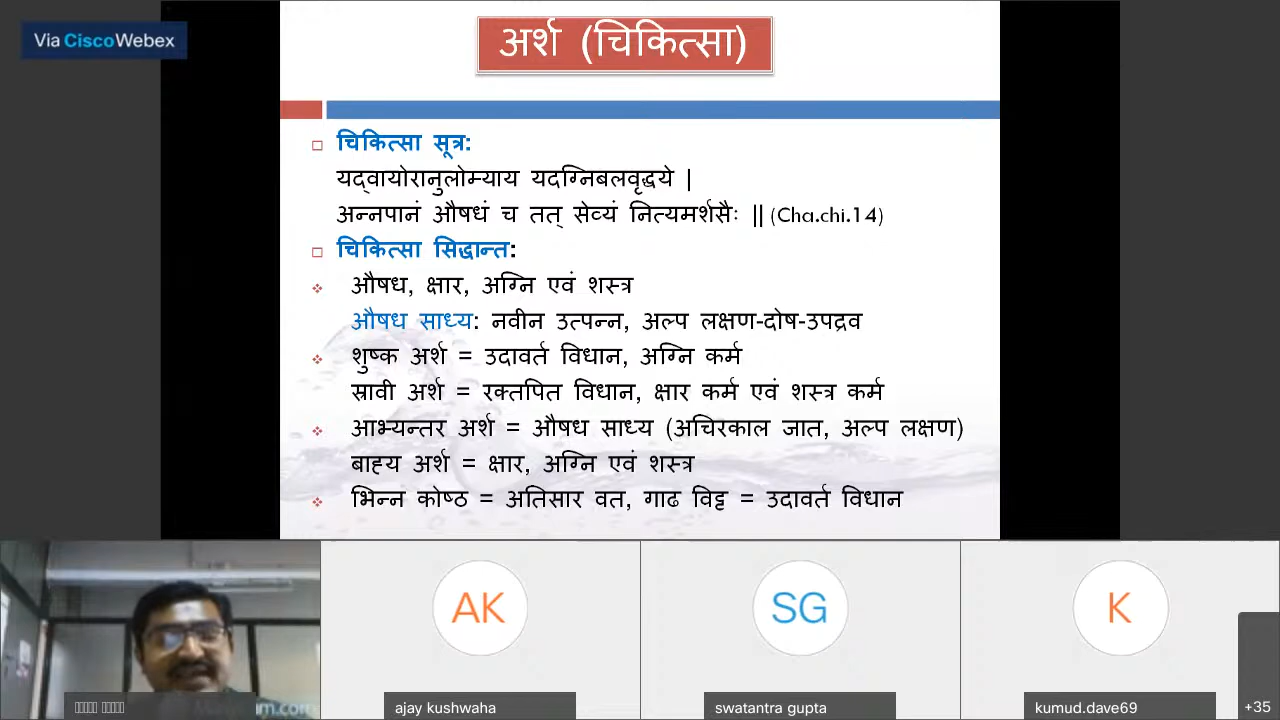 Via Cisco Webex
अर्श (चिकित्सा)
चिकित्सा सूत्र:
यद्वायोरानुलोम्याय यदग्निबलवृद्धये |
अन्नपानं औषधं च तत् सेव्यं नित्यमर्शसैः || (Cha.chi.14)
चिकित्सा सिद्धान्त:
औषध, क्षार, अग्नि एवं शस्त्र
औषध साध्य: नवीन उत्पन्न, अल्प लक्षण-दोष-उपद्रव
शुष्क अर्श = उदावर्त विधान, अग्नि कर्म
स्रावी अर्श = रक्तपित विधान, क्षार कर्म एवं शस्त्र कर्म
आभ्यन्तर अर्श = औषध साध्य (अचिरकाल जात, अल्प लक्षण)
बाह्य अर्श = क्षार, अग्नि एवं शस्त्र
भिन्न कोष्ठ = अतिसार वत, गाढ विट्ट = उदावर्त विधान
AK
SG
K
ajay kushwaha
swatantra gupta
kumud.dave69
+35